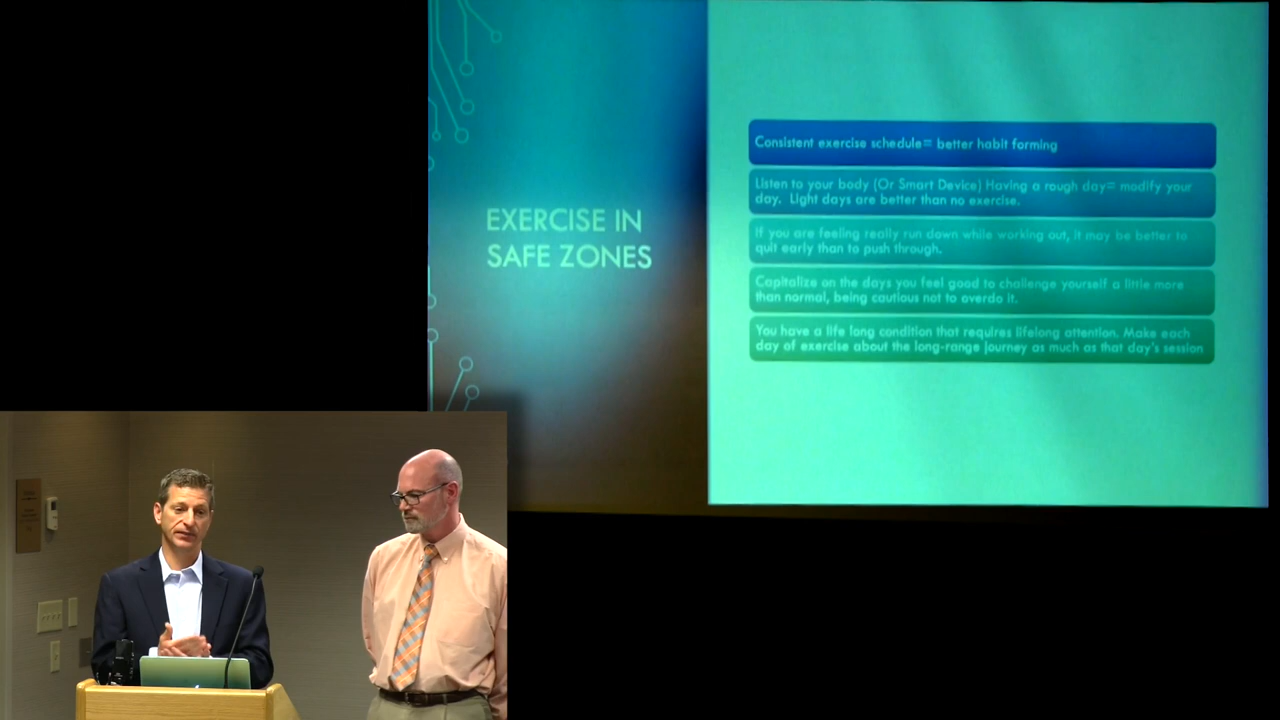 EXERCISE IN
SAFE ZONES
Consistent exercise schedule= better habit forming
Listen to your body (Or Smart Device) Having a rough day= modify your
day. Light days are better than no exercise.
If you are feeling really run down while working out, it may be better to
quit early than to push through.
Capitalize on the days you feel good to challenge yourself a little more
than normal, being cautious not to overdo it.
You have a life long condition that requires lifelong attention. Make each
day of exercise about the long-range journey as much as that day's session